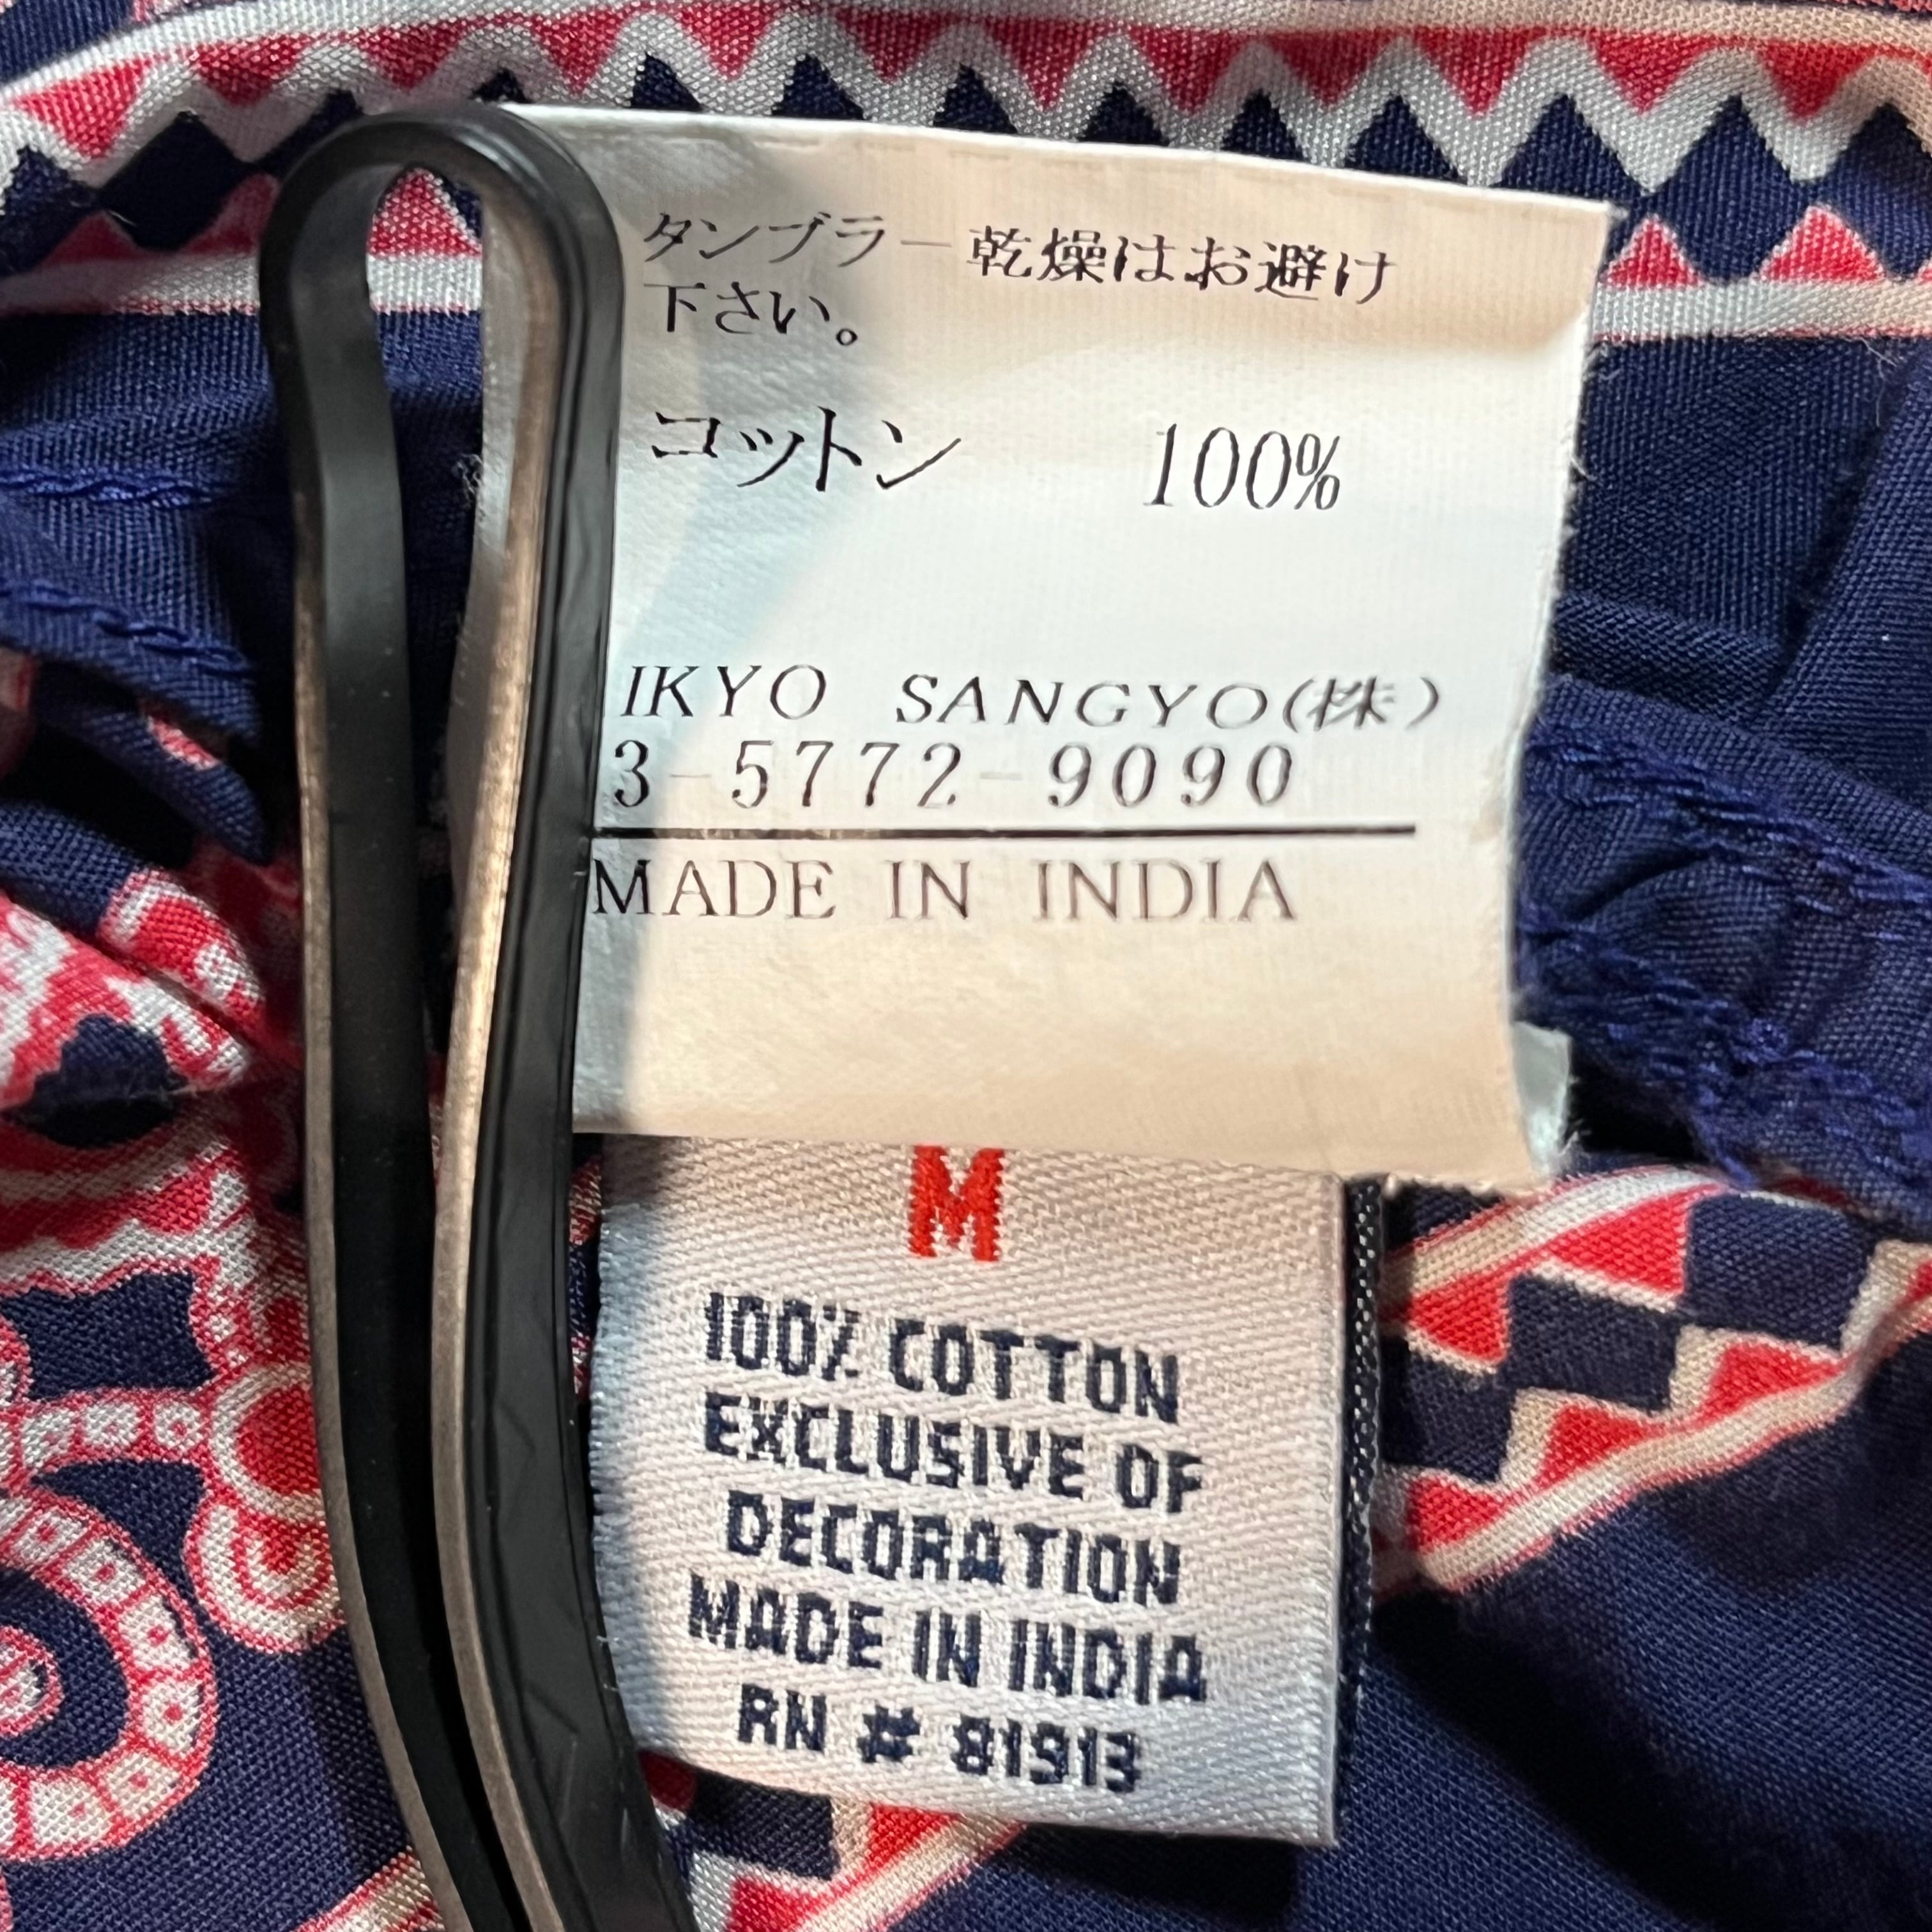 タンブラー乾燥はお避け
下さい。
コットン 100%
IKYO SANGYO(株)
3-5772-9090
MADE IN INDIA
M
100% COTTON
EXCLUSIVE OF
DECORATION
MADE IN INDIA
RN # 81913